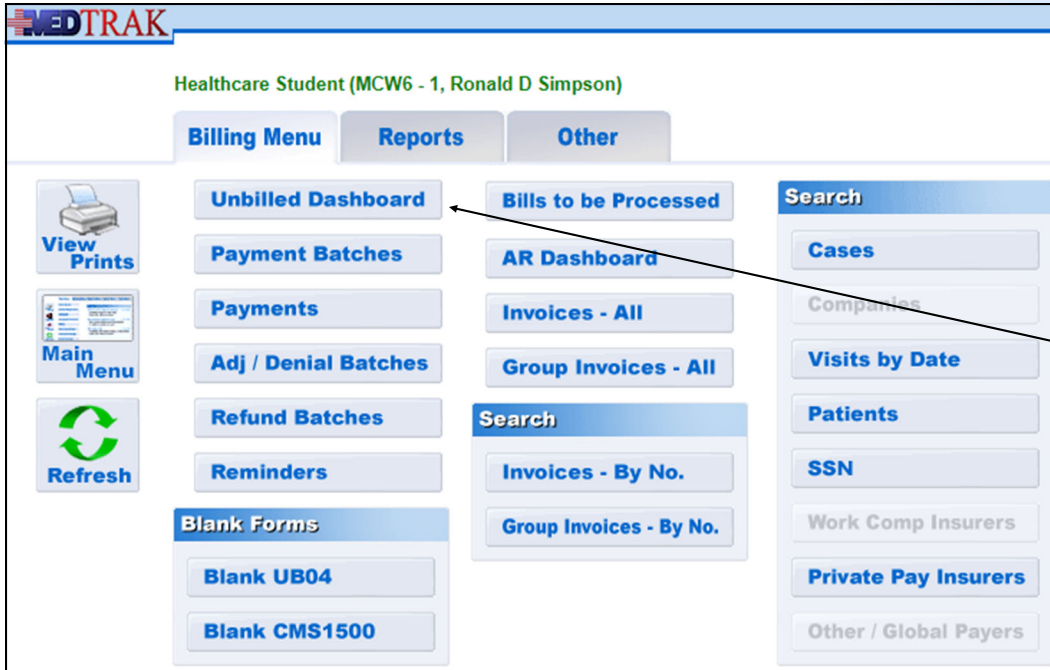 MEDTRAK
Healthcare Student (MCW6 - 1, Ronald D Simpson)
Billing Menu
Reports
Other
View
Prints
Main
Menu
Refresh
Unbilled Dashboard
Payment Batches
Payments
Adj / Denial Batches
Refund Batches
Reminders
Blank Forms
Blank UB04
Blank CMS1500
Bills to be Processed
AR Dashboard
Invoices - All
Group Invoices - All
Search
Invoices - By No.
Group Invoices - By No.
Search
Cases
Companies
Visits by Date
Patients
SSN
Work Comp Insurers
Private Pay Insurers
Other / Global Payers